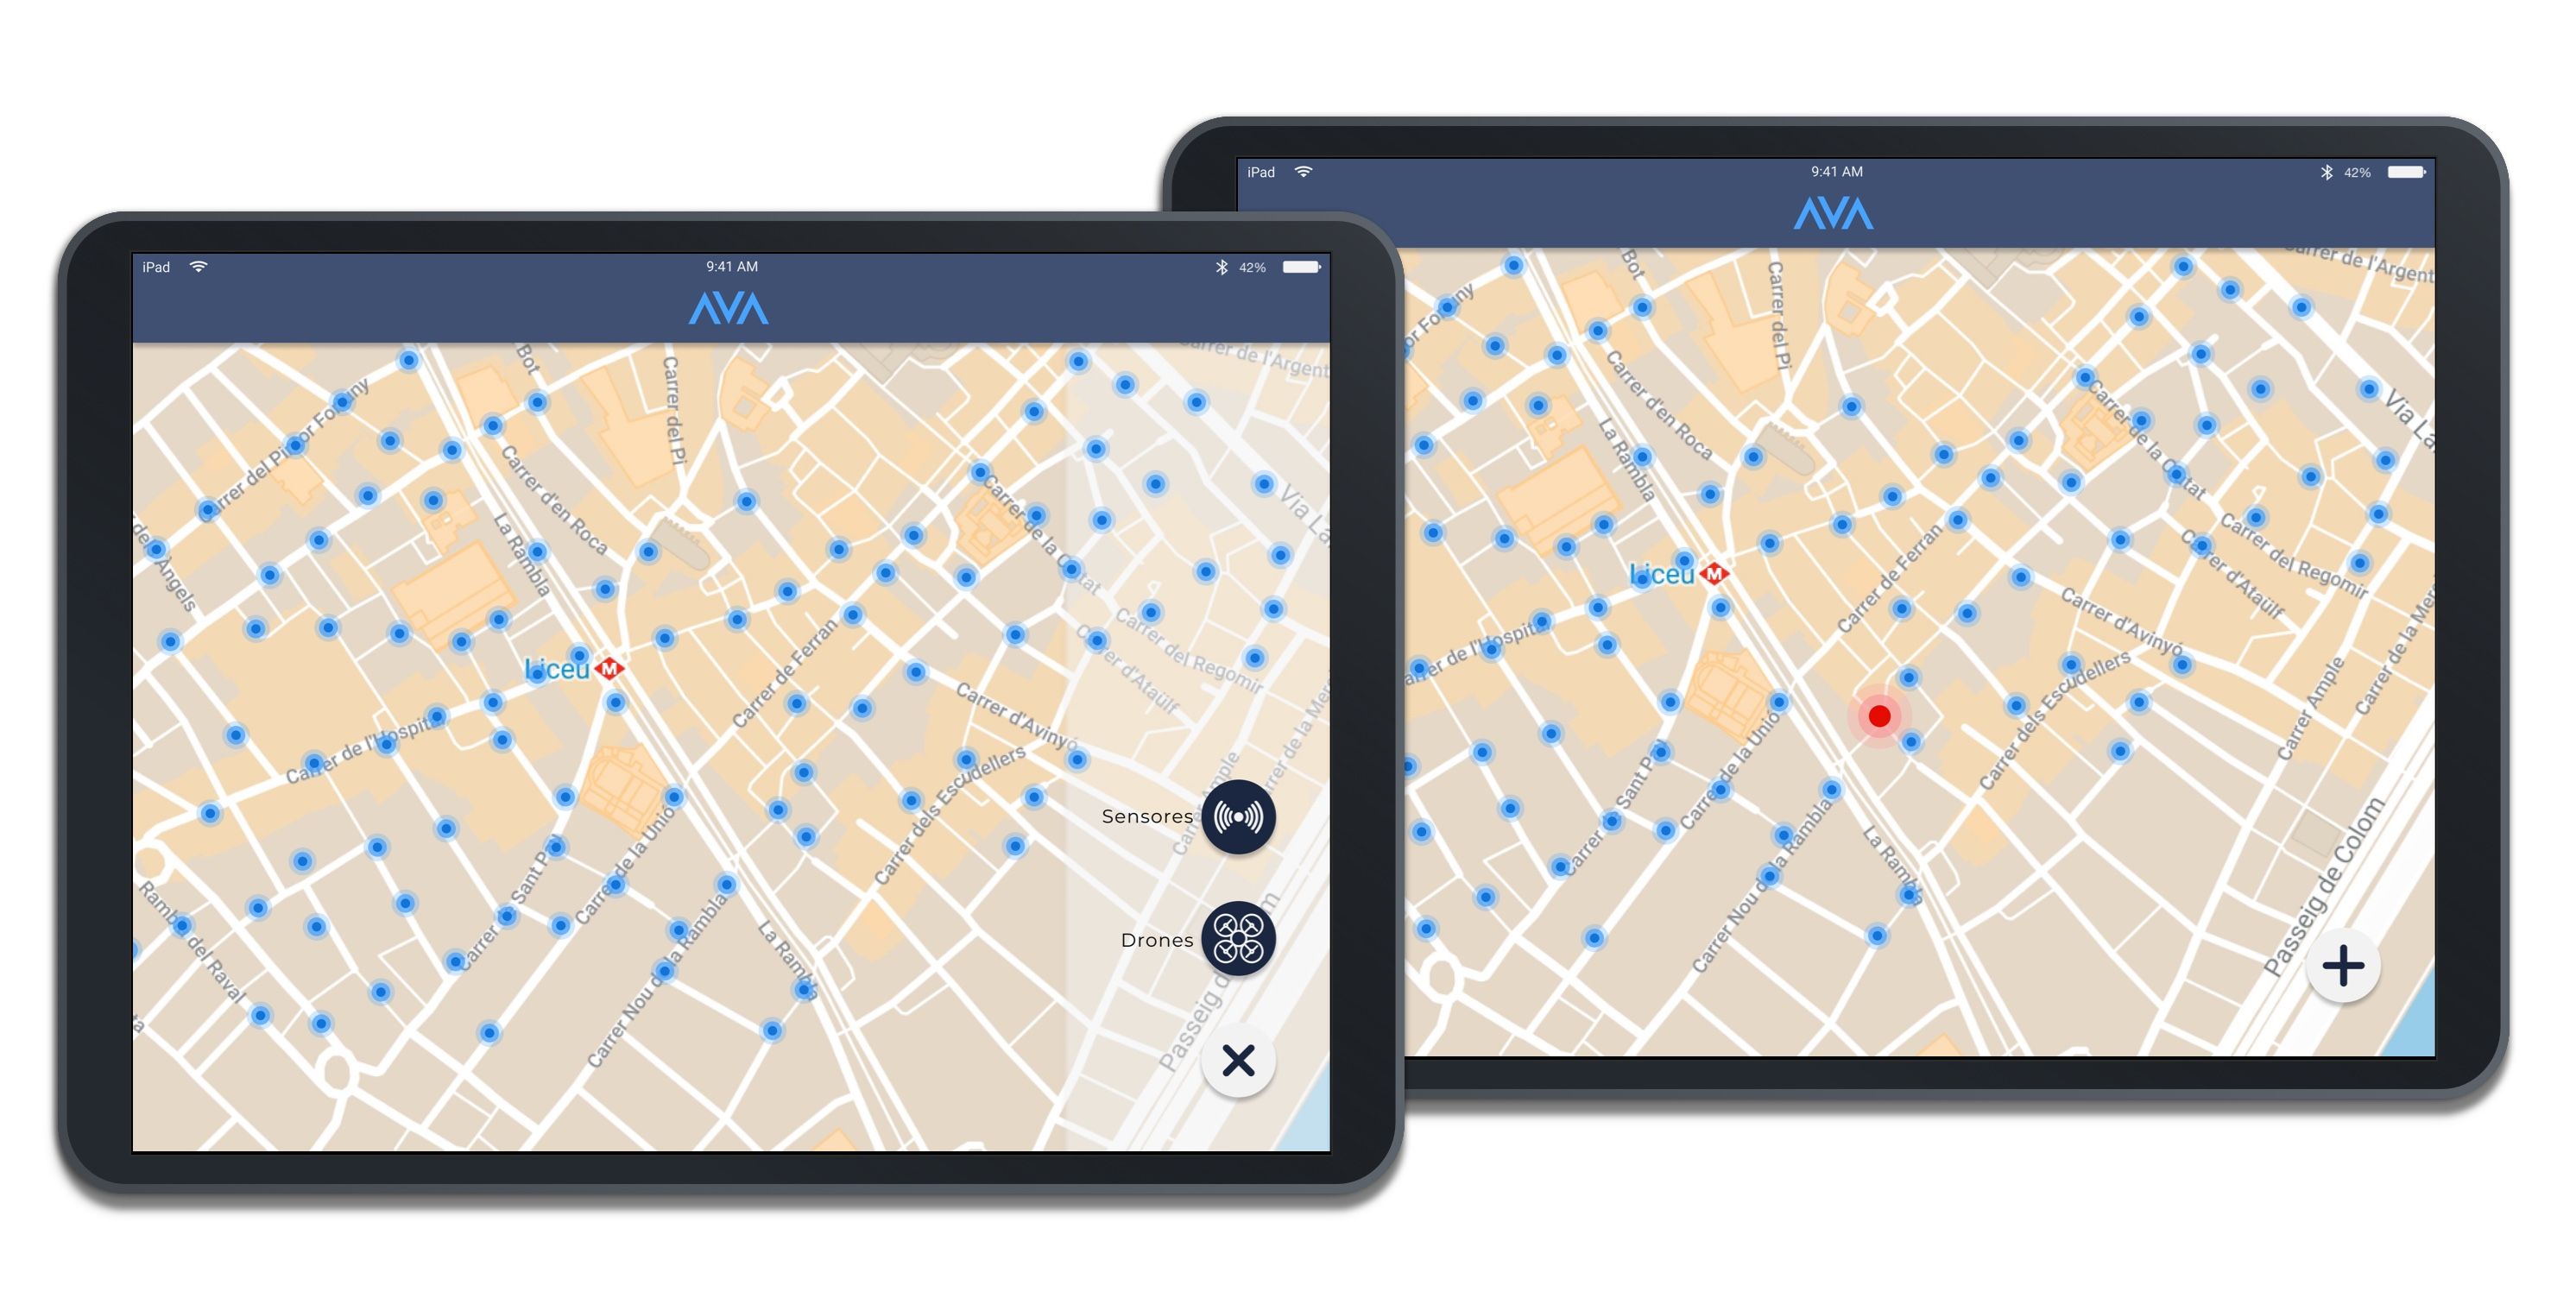 iPad
9:41 AM
42%
AVA
Carrer de l'Argent
Bot
Carrer del Pi
Carrer del Pintor Fortuny
Carrer d'en Roca
La Rambla
Via La
Carrer de la Ciutat
dels Àngels
Carrer del Regomir
Carrer d'Ataülf
Carrer de Ferran
Liceu
M
Carrer d'Avinyó
Carrer de l'Hospital
Carrer dels Escudellers
Carrer Ample
Carrer de la Mer
Sensores
Carrer de la Unió
Carrer Sant Pau
Rambla del Raval
Drones
Carrer Nou de la Rambla
La Rambla
Passeig d
iPad
9:41 AM
42%
AVA
Carrer de l'Argent
Bot
Carrer del Pi
or Fortuny
Carrer d'en Roca
La Rambla
Via La
Carrer de la Ciutat
Carrer del Regomir
Carrer d'Ataülf
Carrer de Ferran
Liceu
M
Carrer d'Avinyó
Carrer de l'Hospital
Carrer dels Escudellers
Carrer Ample
Carrer de la Mer
Carrer de la Unió
Carrer Sant Pau
Carrer Nou de la Rambla
La Rambla
Passeig de Colom